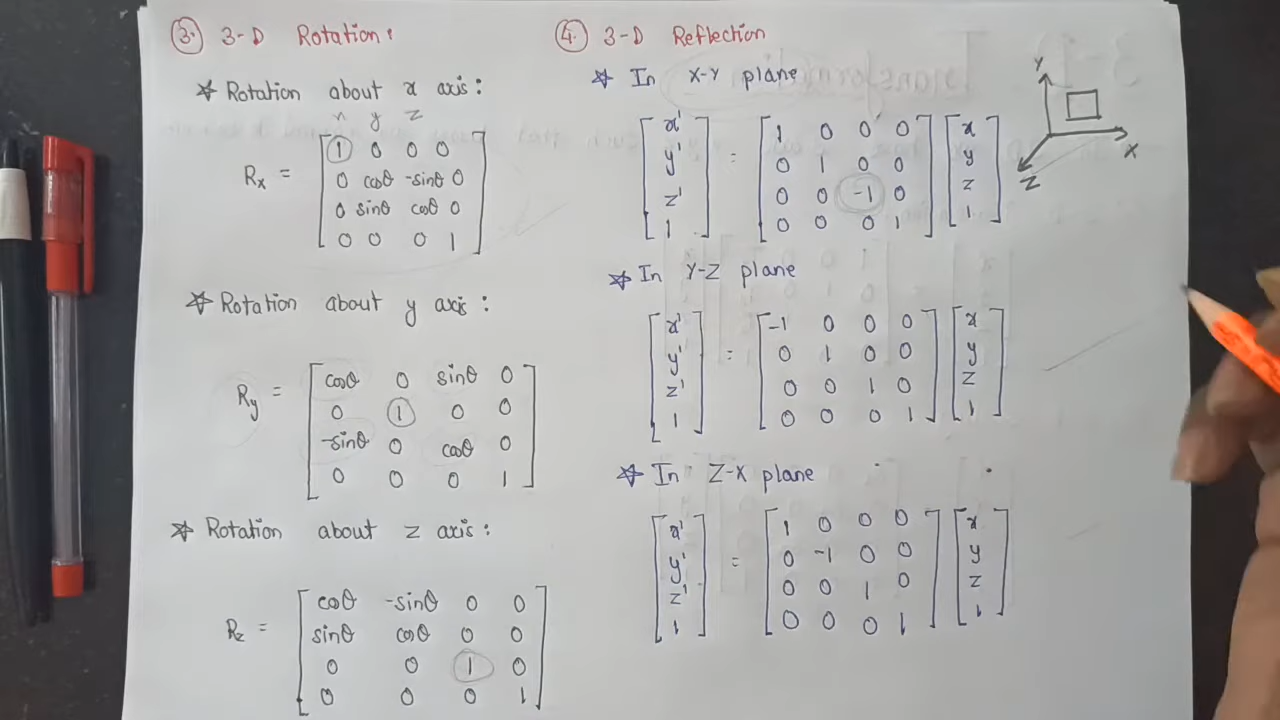 3. 3-D Rotation:
☆ Rotation about x axis:
x y z
Rx = [ 1 0 0 0
0 cosθ -sinθ 0
0 sinθ cosθ 0
0 0 0 1 ]
☆ Rotation about y axis:
Ry = [ cosθ 0 sinθ 0
0 1 0 0
-sinθ 0 cosθ 0
0 0 0 1 ]
☆ Rotation about z axis:
Rz = [ cosθ -sinθ 0 0
sinθ cosθ 0 0
0 0 1 0
0 0 0 1 ]
4. 3-D Reflection
☆ In X-Y plane
[ x' ] = [ 1 0 0 0 ] [ x ]
[ y' ] [ 0 1 0 0 ] [ y ]
[ z' ] [ 0 0 -1 0 ] [ z ]
[ 1 ] [ 0 0 0 1 ] [ 1 ]
☆ In Y-Z plane
[ x' ] = [ -1 0 0 0 ] [ x ]
[ y' ] [ 0 1 0 0 ] [ y ]
[ z' ] [ 0 0 1 0 ] [ z ]
[ 1 ] [ 0 0 0 1 ] [ 1 ]
☆ In Z-X plane
[ x' ] = [ 1 0 0 0 ] [ x ]
[ y' ] [ 0 -1 0 0 ] [ y ]
[ z' ] [ 0 0 1 0 ] [ z ]
[ 1 ] [ 0 0 0 1 ] [ 1 ]
Y
X
Z